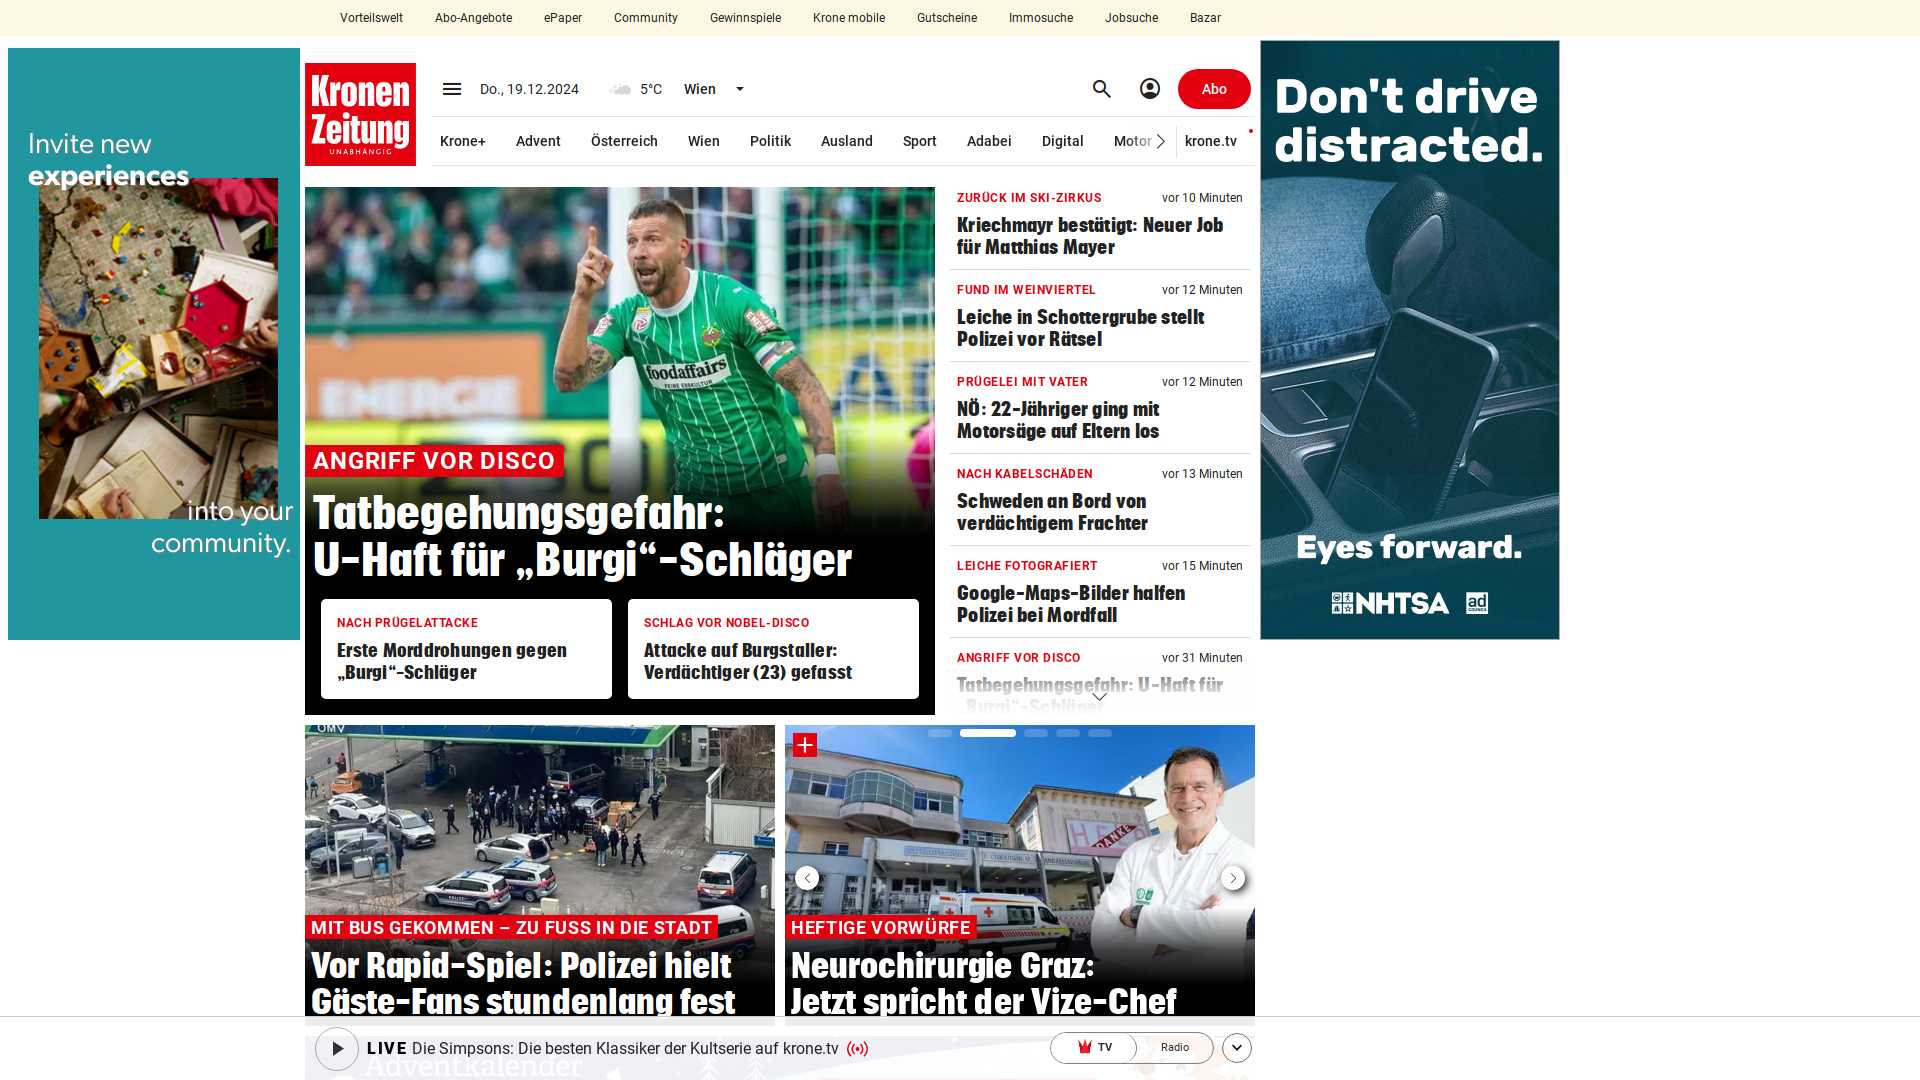 Vorteilswelt
Abo-Angebote
ePaper
Community
Gewinnspiele
Krone mobile
Gutscheine
Immosuche
Jobsuche
Bazar
Invite new
experiences
into your
community.
Kronen
Zeitung
UNABHÄNGIG
Do., 19.12.2024
5°C
Wien
Abo
Krone+
Advent
Österreich
Wien
Politik
Ausland
Sport
Adabei
Digital
Motor
krone.tv
ENERGIE
foodaffairs
ANGRIFF VOR DISCO
Tatbegehungsgefahr:
U-Haft für „Burgi“-Schläger
NACH PRÜGELATTACKE
Erste Morddrohungen gegen
„Burgi“-Schläger
SCHLAG VOR NOBEL-DISCO
Attacke auf Burgstaller:
Verdächtiger (23) gefasst
ZURÜCK IM SKI-ZIRKUS
vor 10 Minuten
Kriechmayr bestätigt: Neuer Job
für Matthias Mayer
FUND IM WEINVIERTEL
vor 12 Minuten
Leiche in Schottergrube stellt
Polizei vor Rätsel
PRÜGELEI MIT VATER
vor 12 Minuten
NÖ: 22-Jähriger ging mit
Motorsäge auf Eltern los
NACH KABELSCHÄDEN
vor 13 Minuten
Schweden an Bord von
verdächtigem Frachter
LEICHE FOTOGRAFIERT
vor 15 Minuten
Google-Maps-Bilder halfen
Polizei bei Mordfall
ANGRIFF VOR DISCO
vor 31 Minuten
Tatbegehungsgefahr: U-Haft für
„Burgi“-Schläger
Don't drive
distracted.
Eyes forward.
NHTSA
ad
COUNCIL
OMV
MIT BUS GEKOMMEN – ZU FUSS IN DIE STADT
Vor Rapid-Spiel: Polizei hielt
Gäste-Fans stundenlang fest
DANKE
HEFTIGE VORWÜRFE
Neurochirurgie Graz:
Jetzt spricht der Vize-Chef
Adventkalender
LIVE Die Simpsons: Die besten Klassiker der Kultserie auf krone.tv
TV
Radio